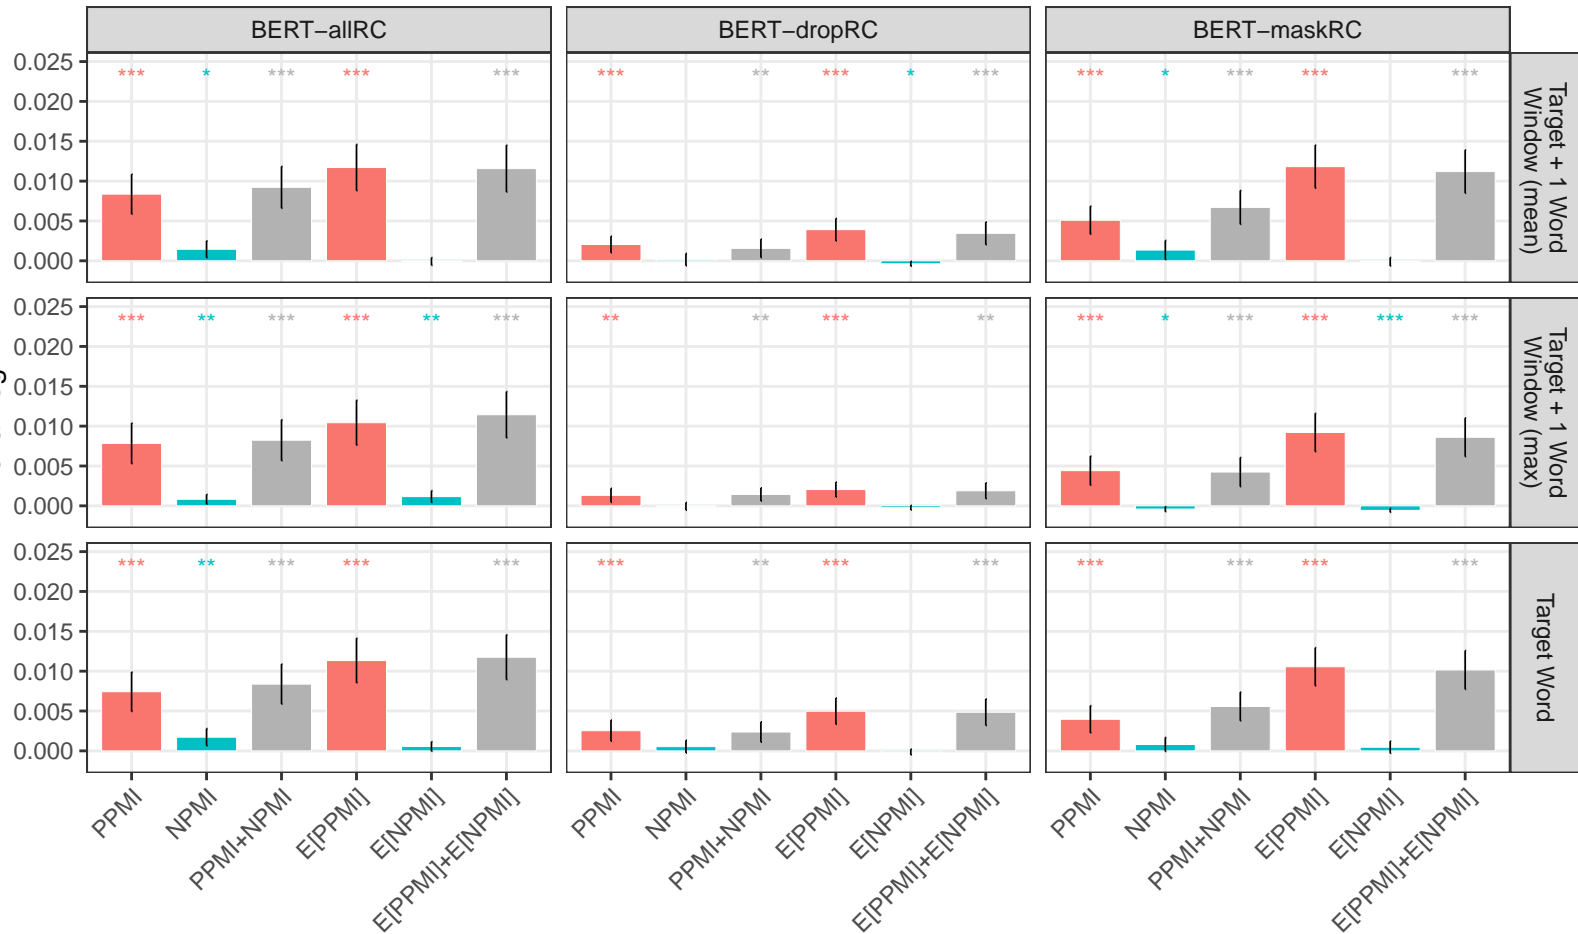 BERT−allRC
BERT−dropRC
BERT−maskRC
0.025
0.020
0.015
0.010
0.005
0.000
*** * *** *** ***
*** ** *** * ***
*** * *** *** ***
Target + 1 Word
Window (mean)
0.025
0.020
0.015
0.010
0.005
0.000
*** ** *** *** ** ***
** ** *** **
*** * *** *** *** ***
Target + 1 Word
Window (max)
0.025
0.020
0.015
0.010
0.005
0.000
*** ** *** *** ***
*** ** *** ***
*** *** *** ***
Target Word
PPMI
NPMI
PPMI+NPMI
E[PPMI]
E[NPMI]
E[PPMI]+E[NPMI]
PPMI
NPMI
PPMI+NPMI
E[PPMI]
E[NPMI]
E[PPMI]+E[NPMI]
PPMI
NPMI
PPMI+NPMI
E[PPMI]
E[NPMI]
E[PPMI]+E[NPMI]